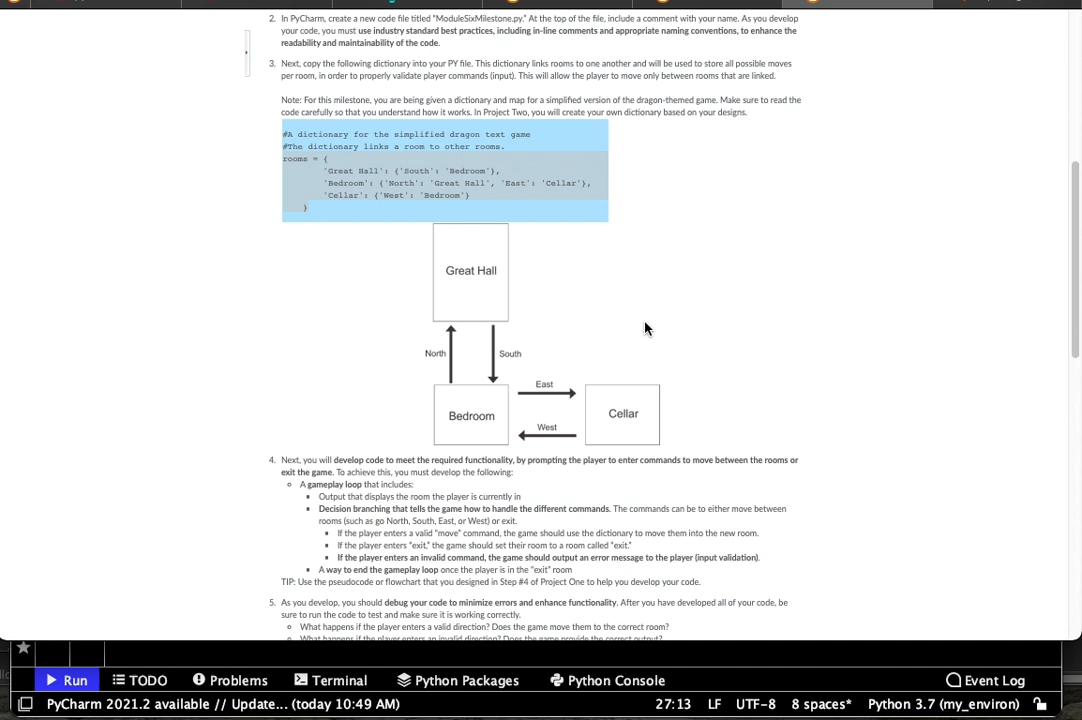 2. In PyCharm, create a new code file titled "ModuleSixMilestone.py." At the top of the file, include a comment with your name. As you develop
your code, you must use industry standard best practices, including in-line comments and appropriate naming conventions, to enhance the
readability and maintainability of the code.
3. Next, copy the following dictionary into your PY file. This dictionary links rooms to one another and will be used to store all possible moves
per room, in order to properly validate player commands (input). This will allow the player to move only between rooms that are linked.
Note: For this milestone, you are being given a dictionary and map for a simplified version of the dragon-themed game. Make sure to read the
code carefully so that you understand how it works. In Project Two, you will create your own dictionary based on your designs.
#A dictionary for the simplified dragon text game
#The dictionary links a room to other rooms.
rooms = {
'Great Hall': {'South': 'Bedroom'},
'Bedroom': {'North': 'Great Hall', 'East': 'Cellar'},
'Cellar': {'West': 'Bedroom'}
}
Great Hall
North
South
East
Bedroom
Cellar
West
4. Next, you will develop code to meet the required functionality, by prompting the player to enter commands to move between the rooms or
exit the game. To achieve this, you must develop the following:
○ A gameplay loop that includes:
▪ Output that displays the room the player is currently in
▪ Decision branching that tells the game how to handle the different commands. The commands can be to either move between
rooms (such as go North, South, East, or West) or exit.
▪ If the player enters a valid "move" command, the game should use the dictionary to move them into the new room.
▪ If the player enters "exit," the game should set their room to a room called "exit."
▪ If the player enters an invalid command, the game should output an error message to the player (input validation).
▪ A way to end the gameplay loop once the player is in the "exit" room
TIP: Use the pseudocode or flowchart that you designed in Step #4 of Project One to help you develop your code.
5. As you develop, you should debug your code to minimize errors and enhance functionality. After you have developed all of your code, be
sure to run the code to test and make sure it is working correctly.
○ What happens if the player enters a valid direction? Does the game move them to the correct room?
○ What happens if the player enters an invalid direction? Does the game provide the correct output?
Run TODO Problems Terminal Python Packages Python Console Event Log
PyCharm 2021.2 available // Update... (today 10:49 AM) 27:13 LF UTF-8 8 spaces* Python 3.7 (my_environ)